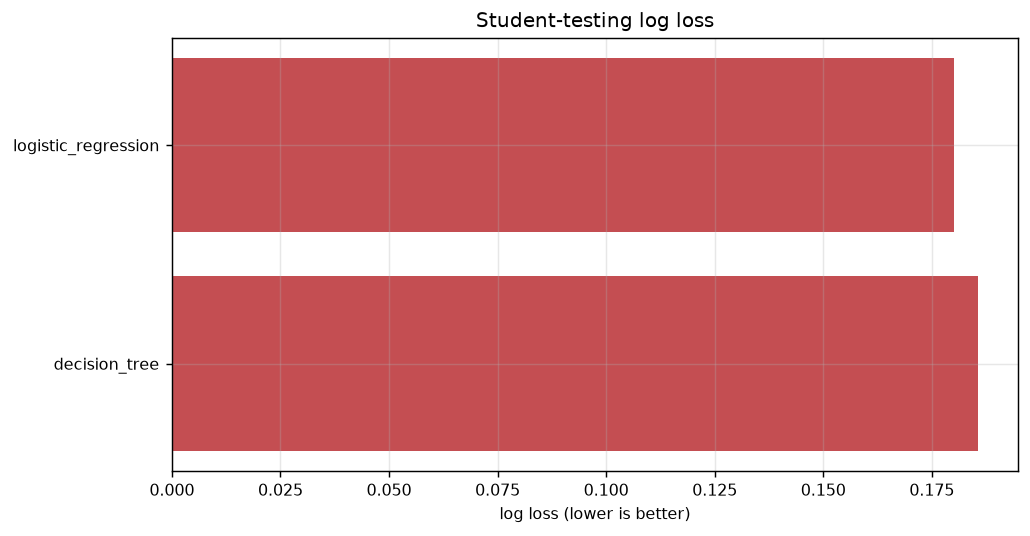 Student-testing log loss
logistic_regression
decision_tree
0.000 0.025 0.050 0.075 0.100 0.125 0.150 0.175
log loss (lower is better)